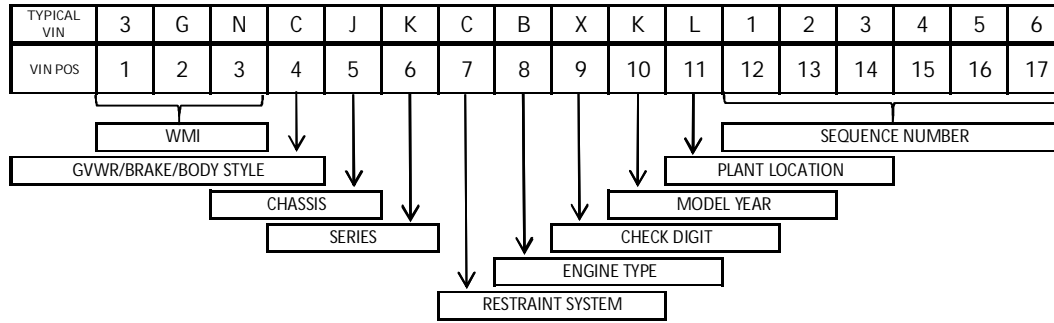 TYPICAL VIN 3 G N C J K C B X K L 1 2 3 4 5 6
VIN POS 1 2 3 4 5 6 7 8 9 10 11 12 13 14 15 16 17
WMI SEQUENCE NUMBER
GVWR/BRAKE/BODY STYLE PLANT LOCATION
CHASSIS MODEL YEAR
SERIES CHECK DIGIT
ENGINE TYPE
RESTRAINT SYSTEM